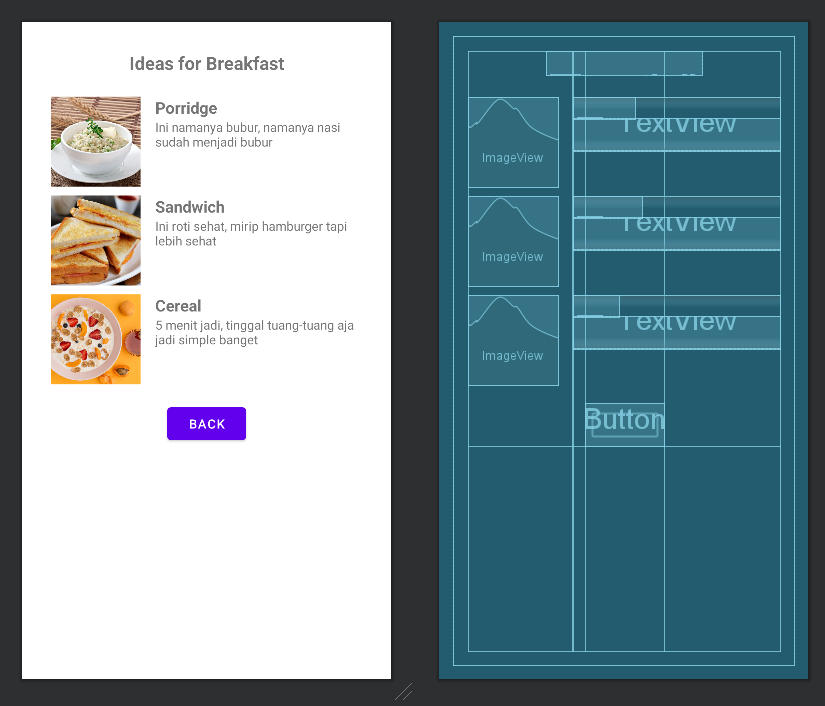 Ideas for Breakfast
Porridge
Ini namanya bubur, namanya nasi
sudah menjadi bubur
Sandwich
Ini roti sehat, mirip hamburger tapi
lebih sehat
Cereal
5 menit jadi, tinggal tuang-tuang aja
jadi simple banget
BACK
TextView
ImageView
TextView
ImageView
TextView
ImageView
Button